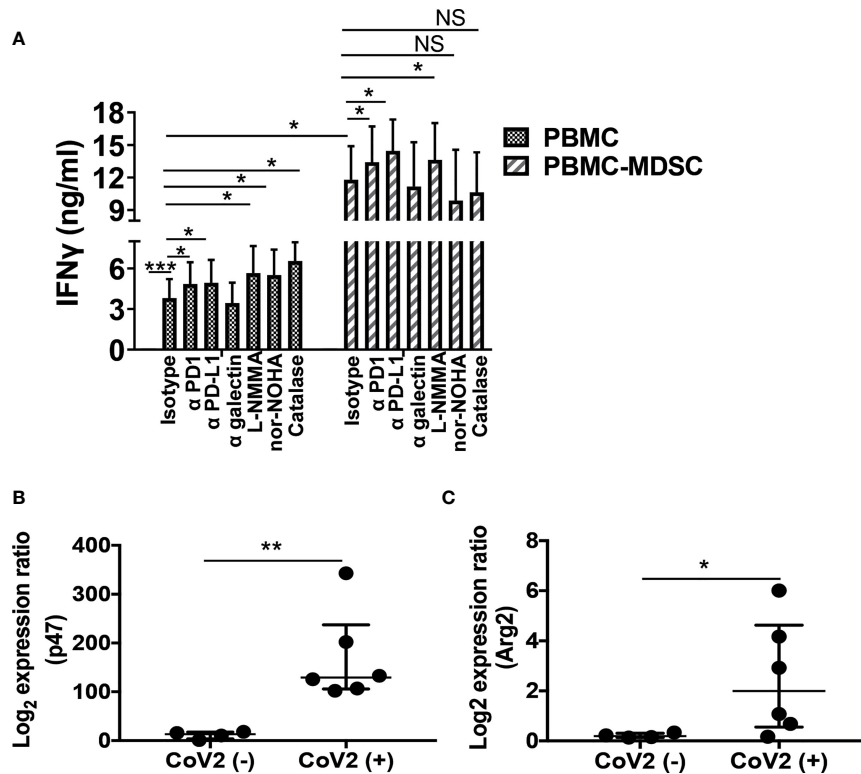 A
NS
NS
*
*
*
*
*
*
*
*
*
***
IFNγ (ng/ml)
18
15
12
9
6
3
0
PBMC
PBMC-MDSC
Isotype
α PD1
α PD-L1
α galectin
L-NMMA
nor-NOHA
Catalase
Isotype
α PD1
α PD-L1
α galectin
L-NMMA
nor-NOHA
Catalase
B
Log2 expression ratio
(p47)
400
300
200
100
0
**
CoV2 (-)
CoV2 (+)
C
Log2 expression ratio
(Arg2)
8
6
4
2
0
*
CoV2 (-)
CoV2 (+)